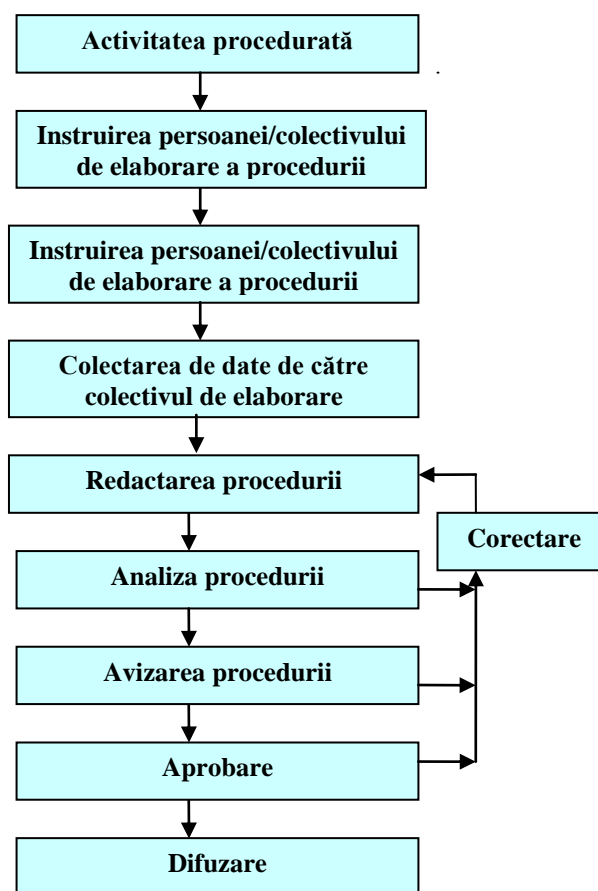 Activitatea procedurată
Instruirea persoanei/colectivului
de elaborare a procedurii
Instruirea persoanei/colectivului
de elaborare a procedurii
Colectarea de date de către
colectivul de elaborare
Redactarea procedurii
Corectare
Analiza procedurii
Avizarea procedurii
Aprobare
Difuzare